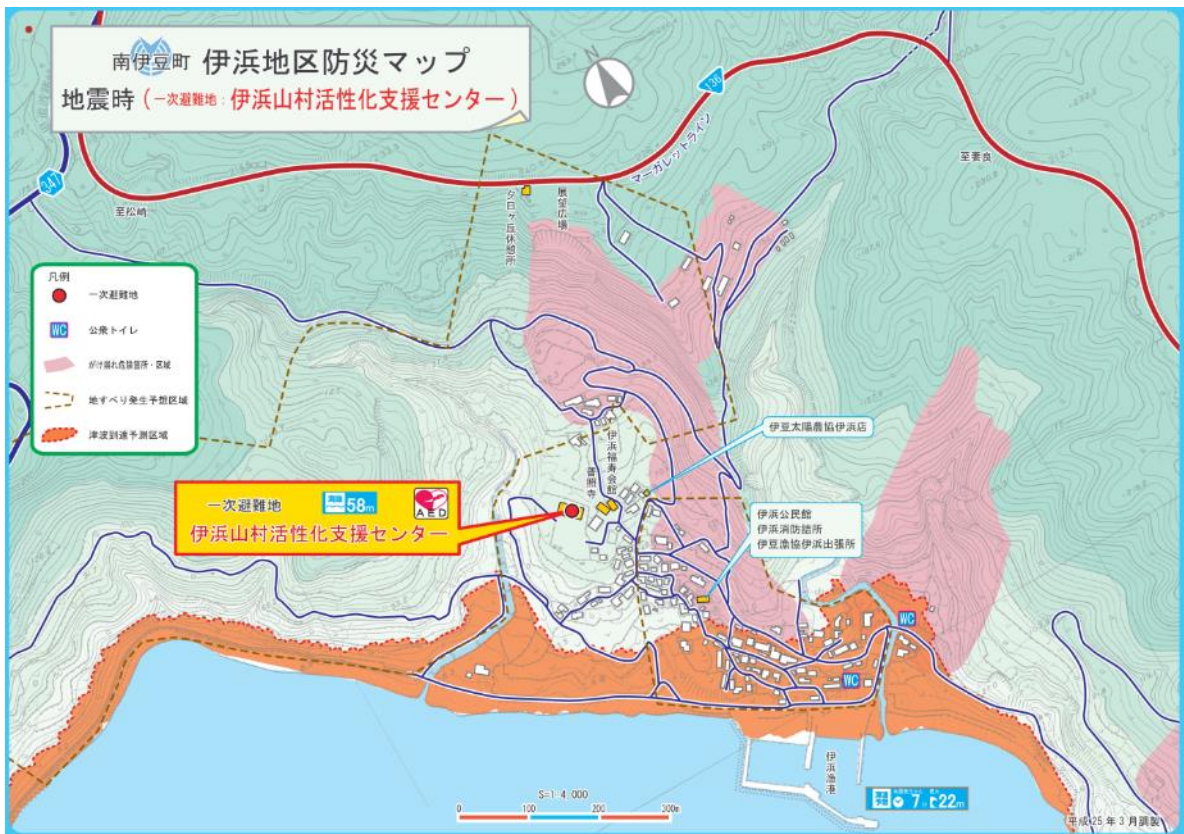 南伊豆町 伊浜地区防災マップ
地震時(一次避難地:伊浜山村活性化支援センター)
N
136
347
マーガレットライン
至妻良
至松崎
夕日ヶ丘休憩所
展望広場
凡例
一次避難地
WC 公衆トイレ
がけ崩れ危険箇所・区域
地すべり発生予想区域
津波到達予測区域
伊豆太陽農協伊浜店
伊浜福寿会館
普照寺
一次避難地 海抜 58m AED
伊浜山村活性化支援センター
伊浜公民館
伊浜消防詰所
伊豆漁協伊浜出張所
WC
WC
伊浜漁港
S=1:4,000
0 100 200 300m
7分 22m
平成25年3月調製